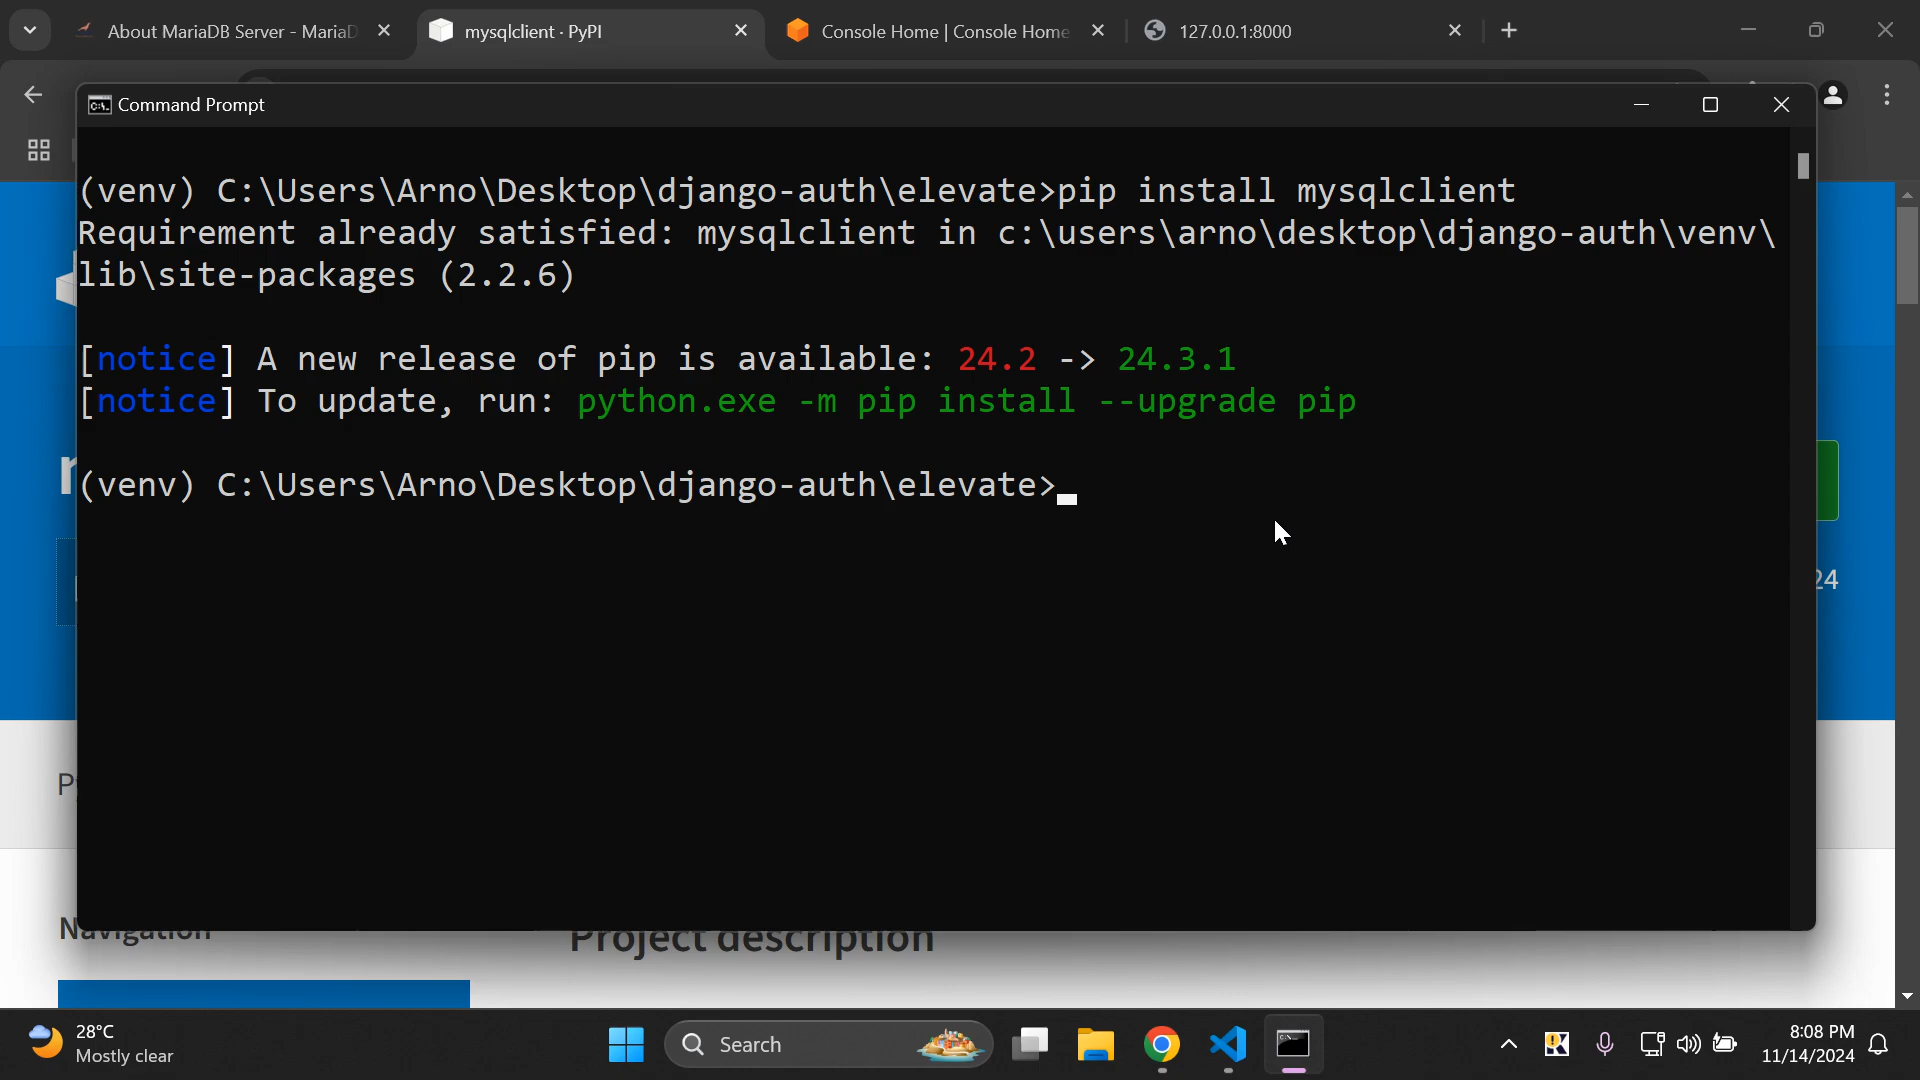 About MariaDB Server - MariaD
mysqlclient · PyPI
Console Home | Console Home
127.0.0.1:8000
Command Prompt
(venv) C:\Users\Arno\Desktop\django-auth\elevate>pip install mysqlclient
Requirement already satisfied: mysqlclient in c:\users\arno\desktop\django-auth\venv\
lib\site-packages (2.2.6)
[notice] A new release of pip is available: 24.2 -> 24.3.1
[notice] To update, run: python.exe -m pip install --upgrade pip
(venv) C:\Users\Arno\Desktop\django-auth\elevate>
24
Navigation
Project description
28°C
Mostly clear
Search
8:08 PM
11/14/2024